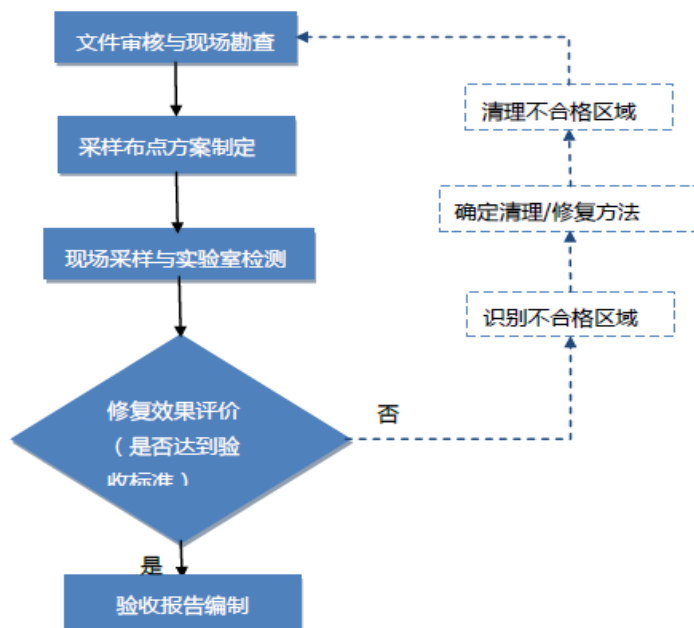 文件审核与现场勘查
采样布点方案制定
现场采样与实验室检测
修复效果评价
（是否达到验
收标准）
是
验收报告编制
否
识别不合格区域
确定清理/修复方法
清理不合格区域